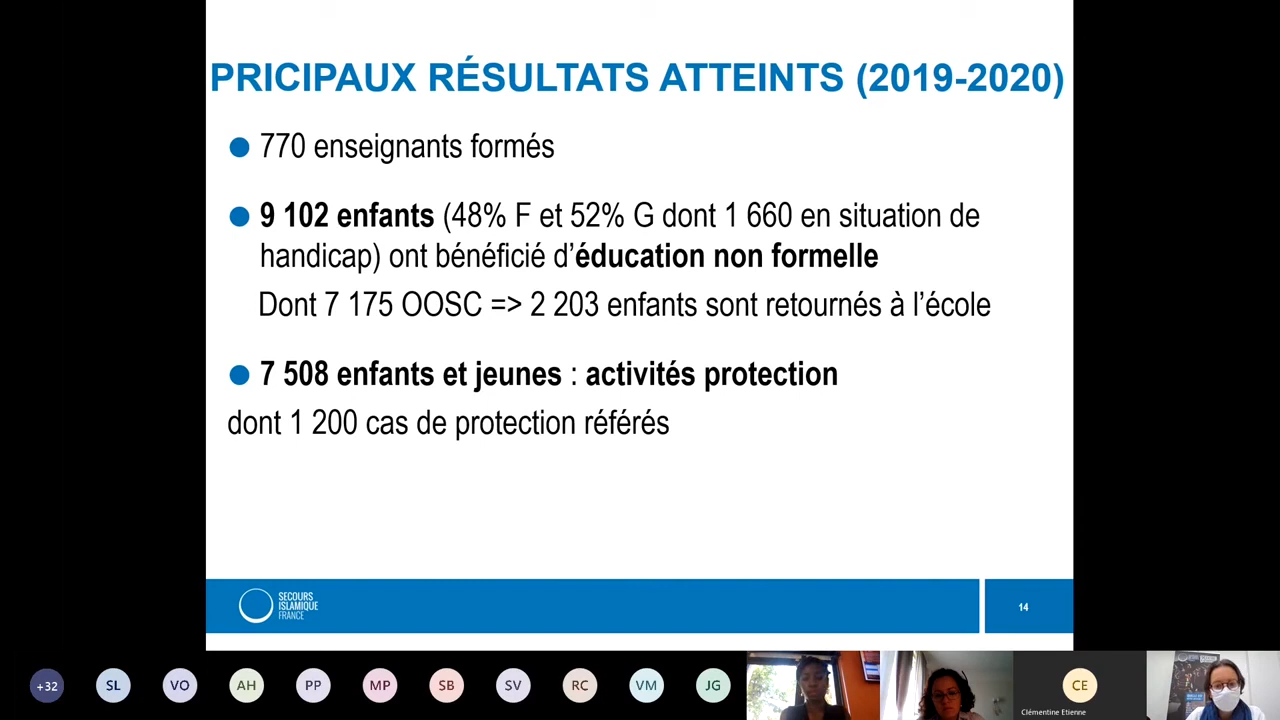 PRICIPAUX RÉSULTATS ATTEINTS (2019-2020)
770 enseignants formés
9 102 enfants (48% F et 52% G dont 1 660 en situation de
handicap) ont bénéficié d’éducation non formelle
Dont 7 175 OOSC => 2 203 enfants sont retournés à l’école
7 508 enfants et jeunes : activités protection
dont 1 200 cas de protection référés
SECOURS
ISLAMIQUE
FRANCE
14
+32
SL
VO
AH
PP
MP
SB
SV
RC
VM
JG
CE
Clémentine Etienne